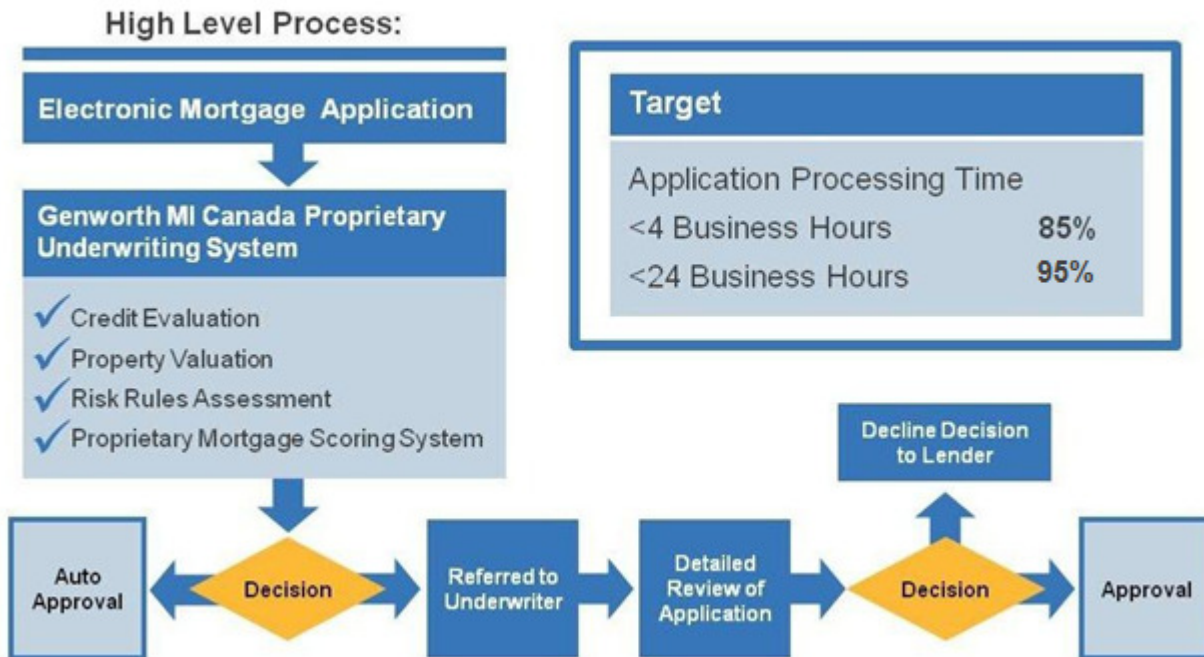 High Level Process:
Electronic Mortgage Application
Genworth MI Canada Proprietary
Underwriting System
Credit Evaluation
Property Valuation
Risk Rules Assessment
Proprietary Mortgage Scoring System
Target
Application Processing Time
<4 Business Hours 85%
<24 Business Hours 95%
Auto
Approval
Decision
Referred to
Underwriter
Detailed
Review of
Application
Decision
Decline Decision
to Lender
Approval